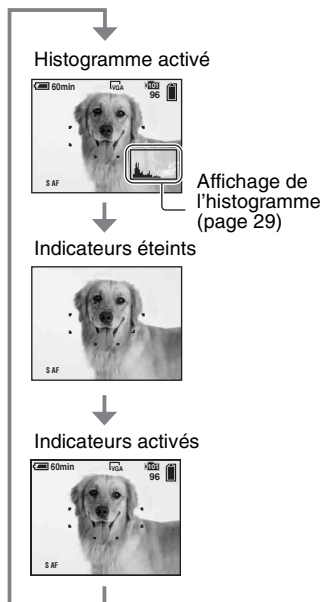 Histogramme activé
60min VGA 101
96
S AF
Affichage de
l'histogramme
(page 29)
Indicateurs éteints
S AF
Indicateurs activés
60min VGA 101
96
S AF